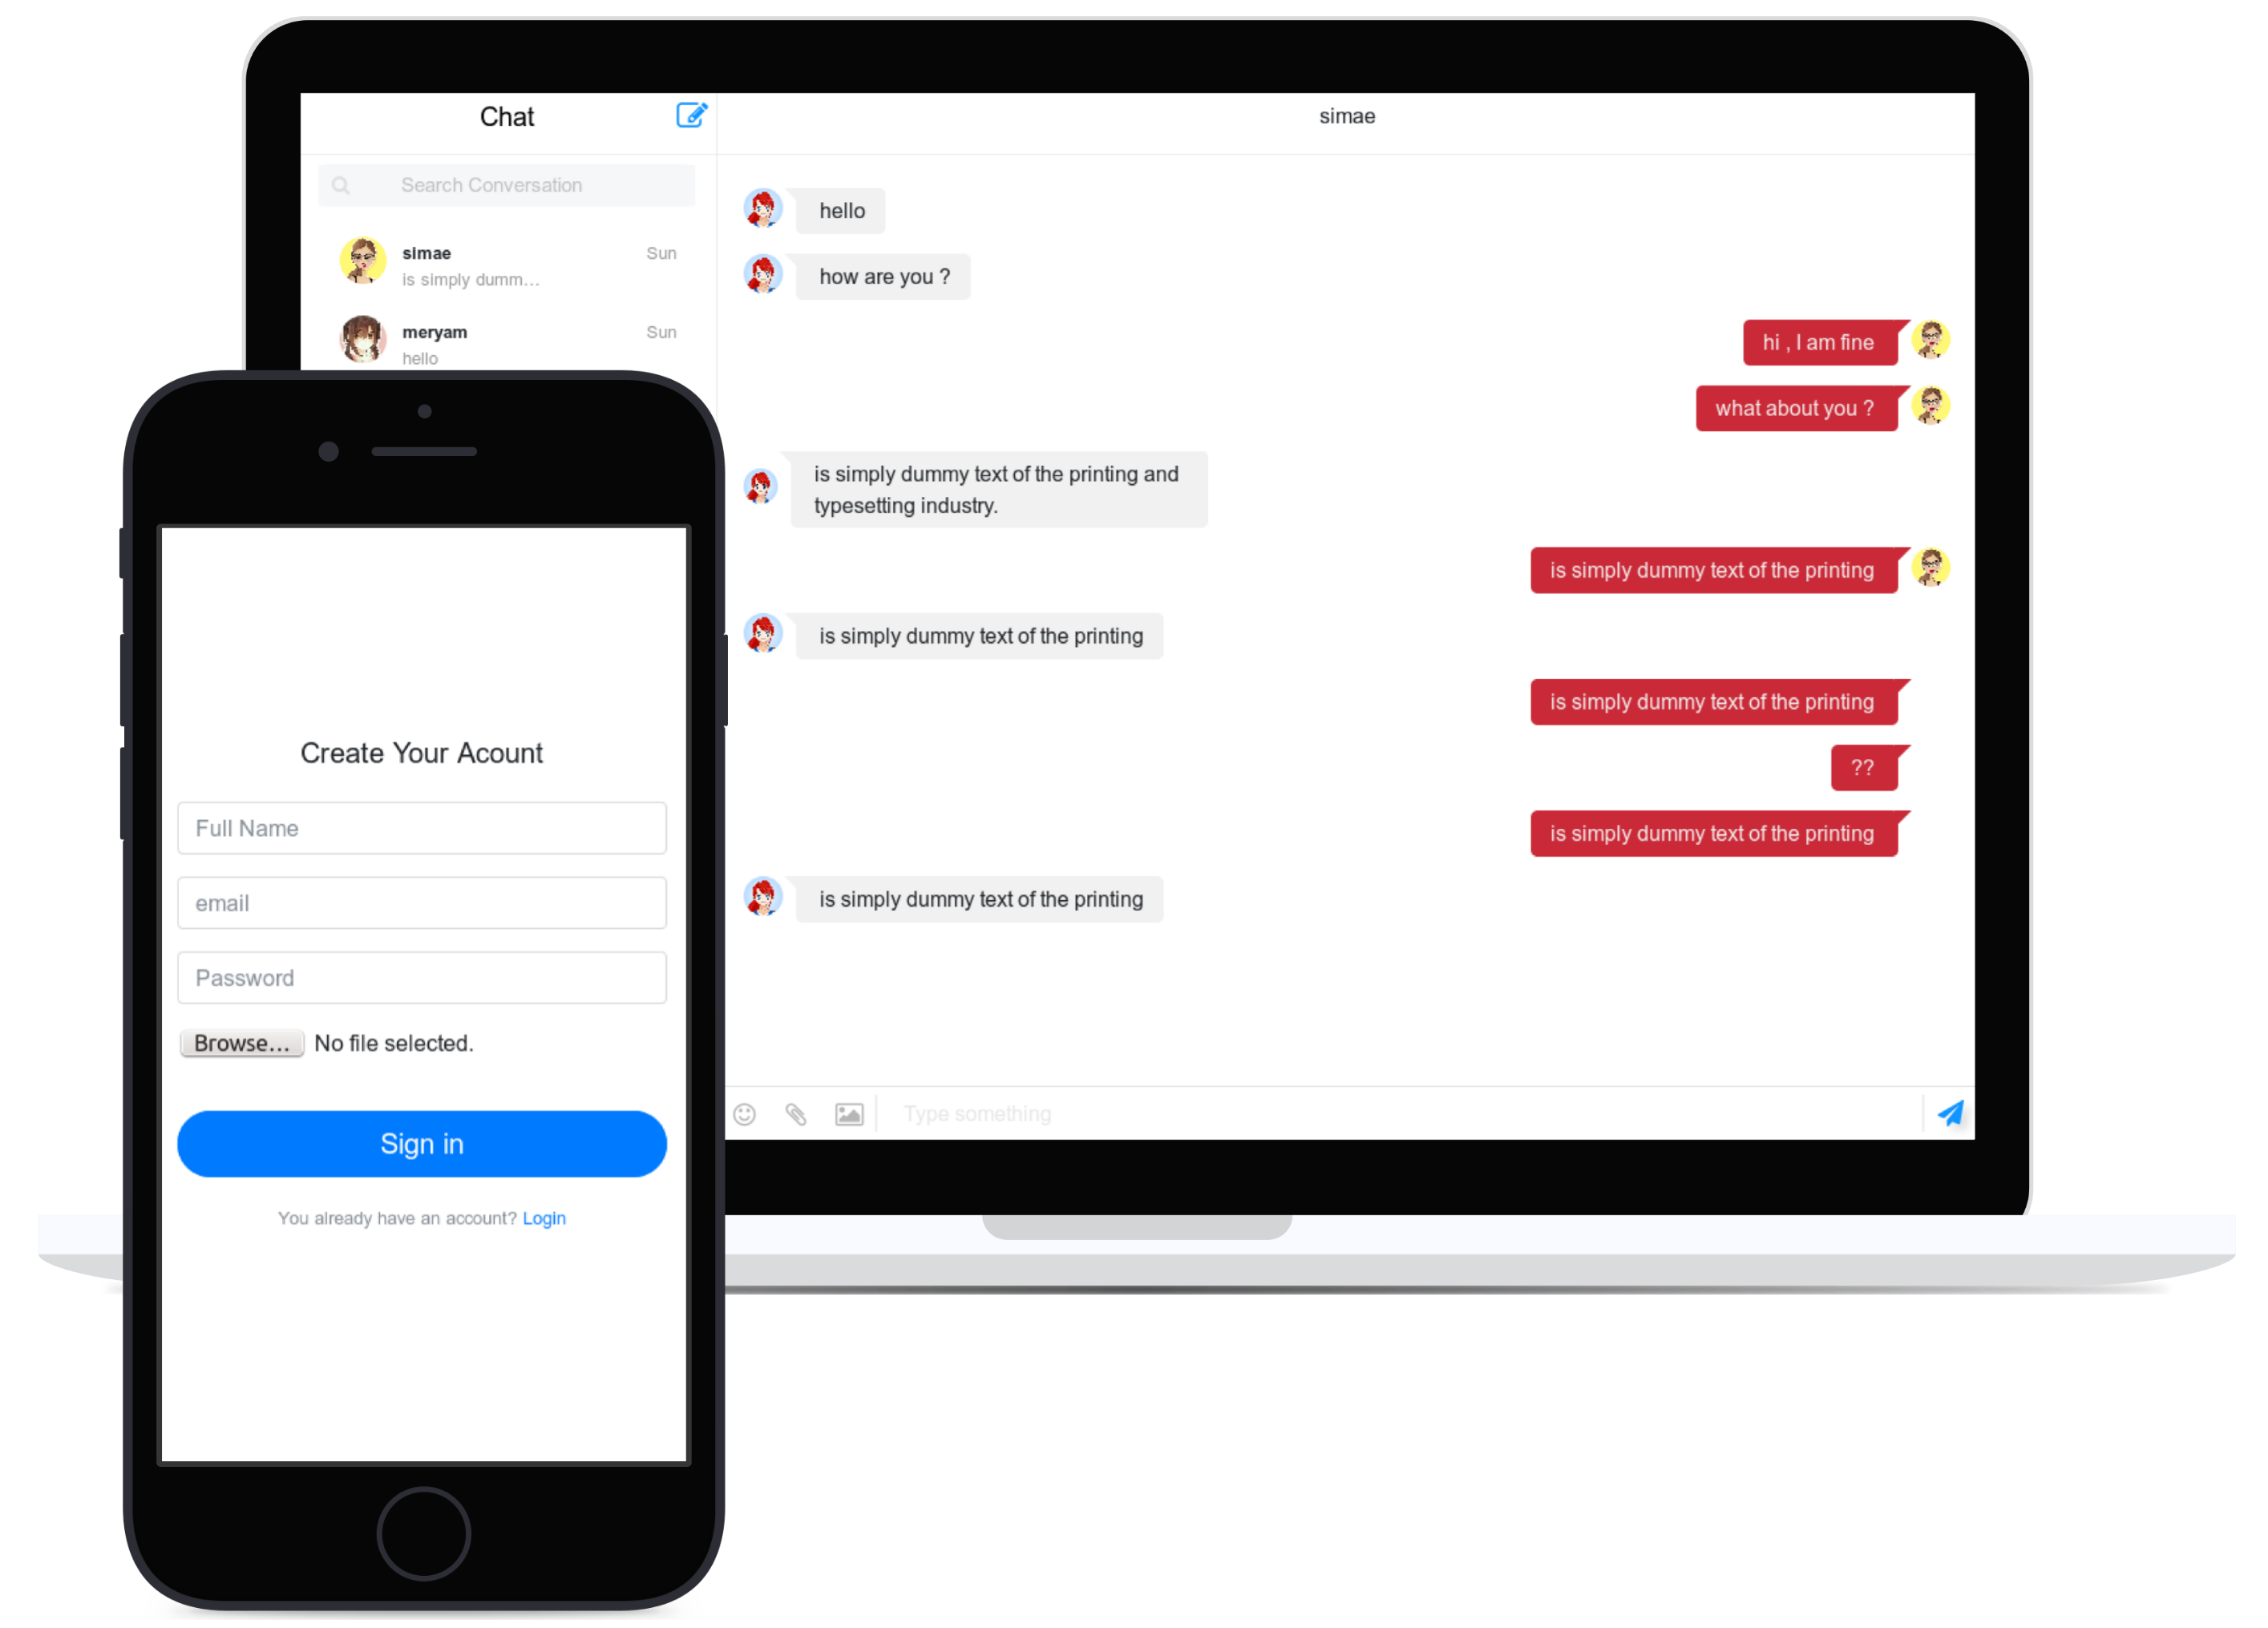 Chat
simae
Search Conversation
simae
Sun
is simply dumm...
meryam
Sun
hello
hello
how are you ?
hi , I am fine
what about you ?
is simply dummy text of the printing and
typesetting industry.
is simply dummy text of the printing
is simply dummy text of the printing
is simply dummy text of the printing
??
is simply dummy text of the printing
is simply dummy text of the printing
Type something
Create Your Acount
Full Name
email
Password
Browse... No file selected.
Sign in
You already have an account? Login